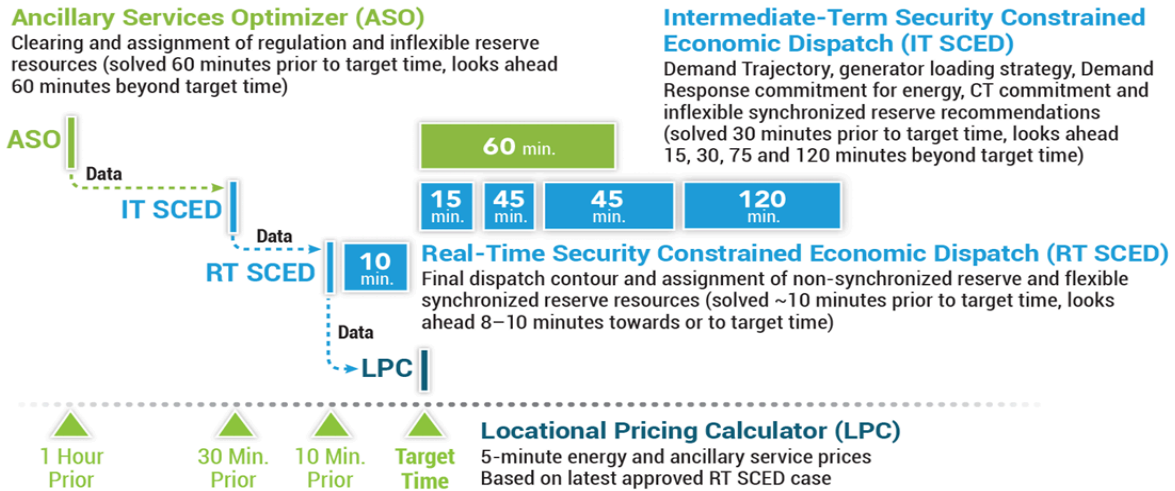 Ancillary Services Optimizer (ASO)
Clearing and assignment of regulation and inflexible reserve
resources (solved 60 minutes prior to target time, looks ahead
60 minutes beyond target time)
Intermediate-Term Security Constrained
Economic Dispatch (IT SCED)
Demand Trajectory, generator loading strategy, Demand
Response commitment for energy, CT commitment and
inflexible synchronized reserve recommendations
(solved 30 minutes prior to target time, looks ahead
15, 30, 75 and 120 minutes beyond target time)
ASO
60 min.
Data
IT SCED
15 min.
45 min.
45 min.
120 min.
Data
RT SCED
10 min.
Real-Time Security Constrained Economic Dispatch (RT SCED)
Final dispatch contour and assignment of non-synchronized reserve and flexible
synchronized reserve resources (solved ~10 minutes prior to target time, looks
ahead 8–10 minutes towards or to target time)
Data
LPC
1 Hour
Prior
30 Min.
Prior
10 Min.
Prior
Target
Time
Locational Pricing Calculator (LPC)
5-minute energy and ancillary service prices
Based on latest approved RT SCED case